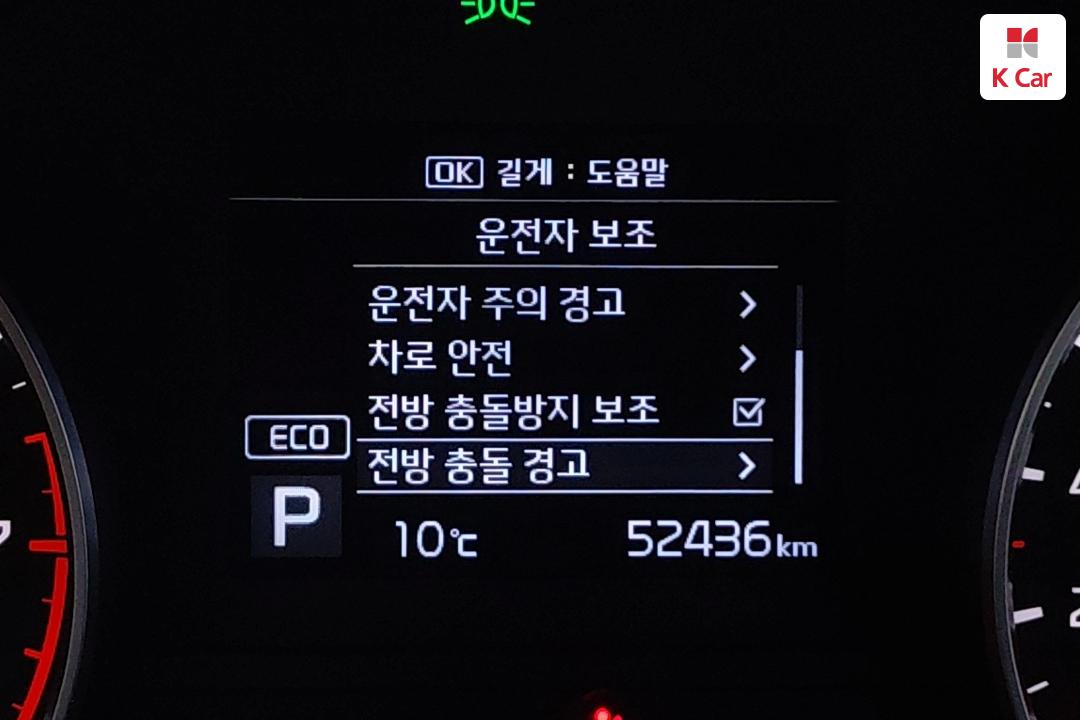 K Car
OK 길게 : 도움말
운전자 보조
운전자 주의 경고
차로 안전
전방 충돌방지 보조
ECO
전방 충돌 경고
P
10℃ 52436km